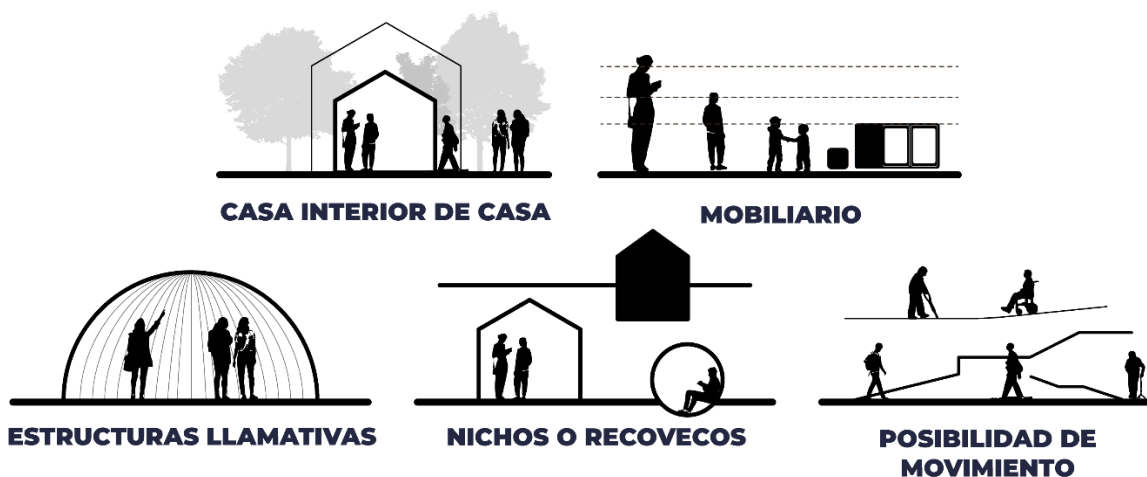 CASA INTERIOR DE CASA
MOBILIARIO
ESTRUCTURAS LLAMATIVAS
NICHOS O RECOVECOS
POSIBILIDAD DE
MOVIMIENTO